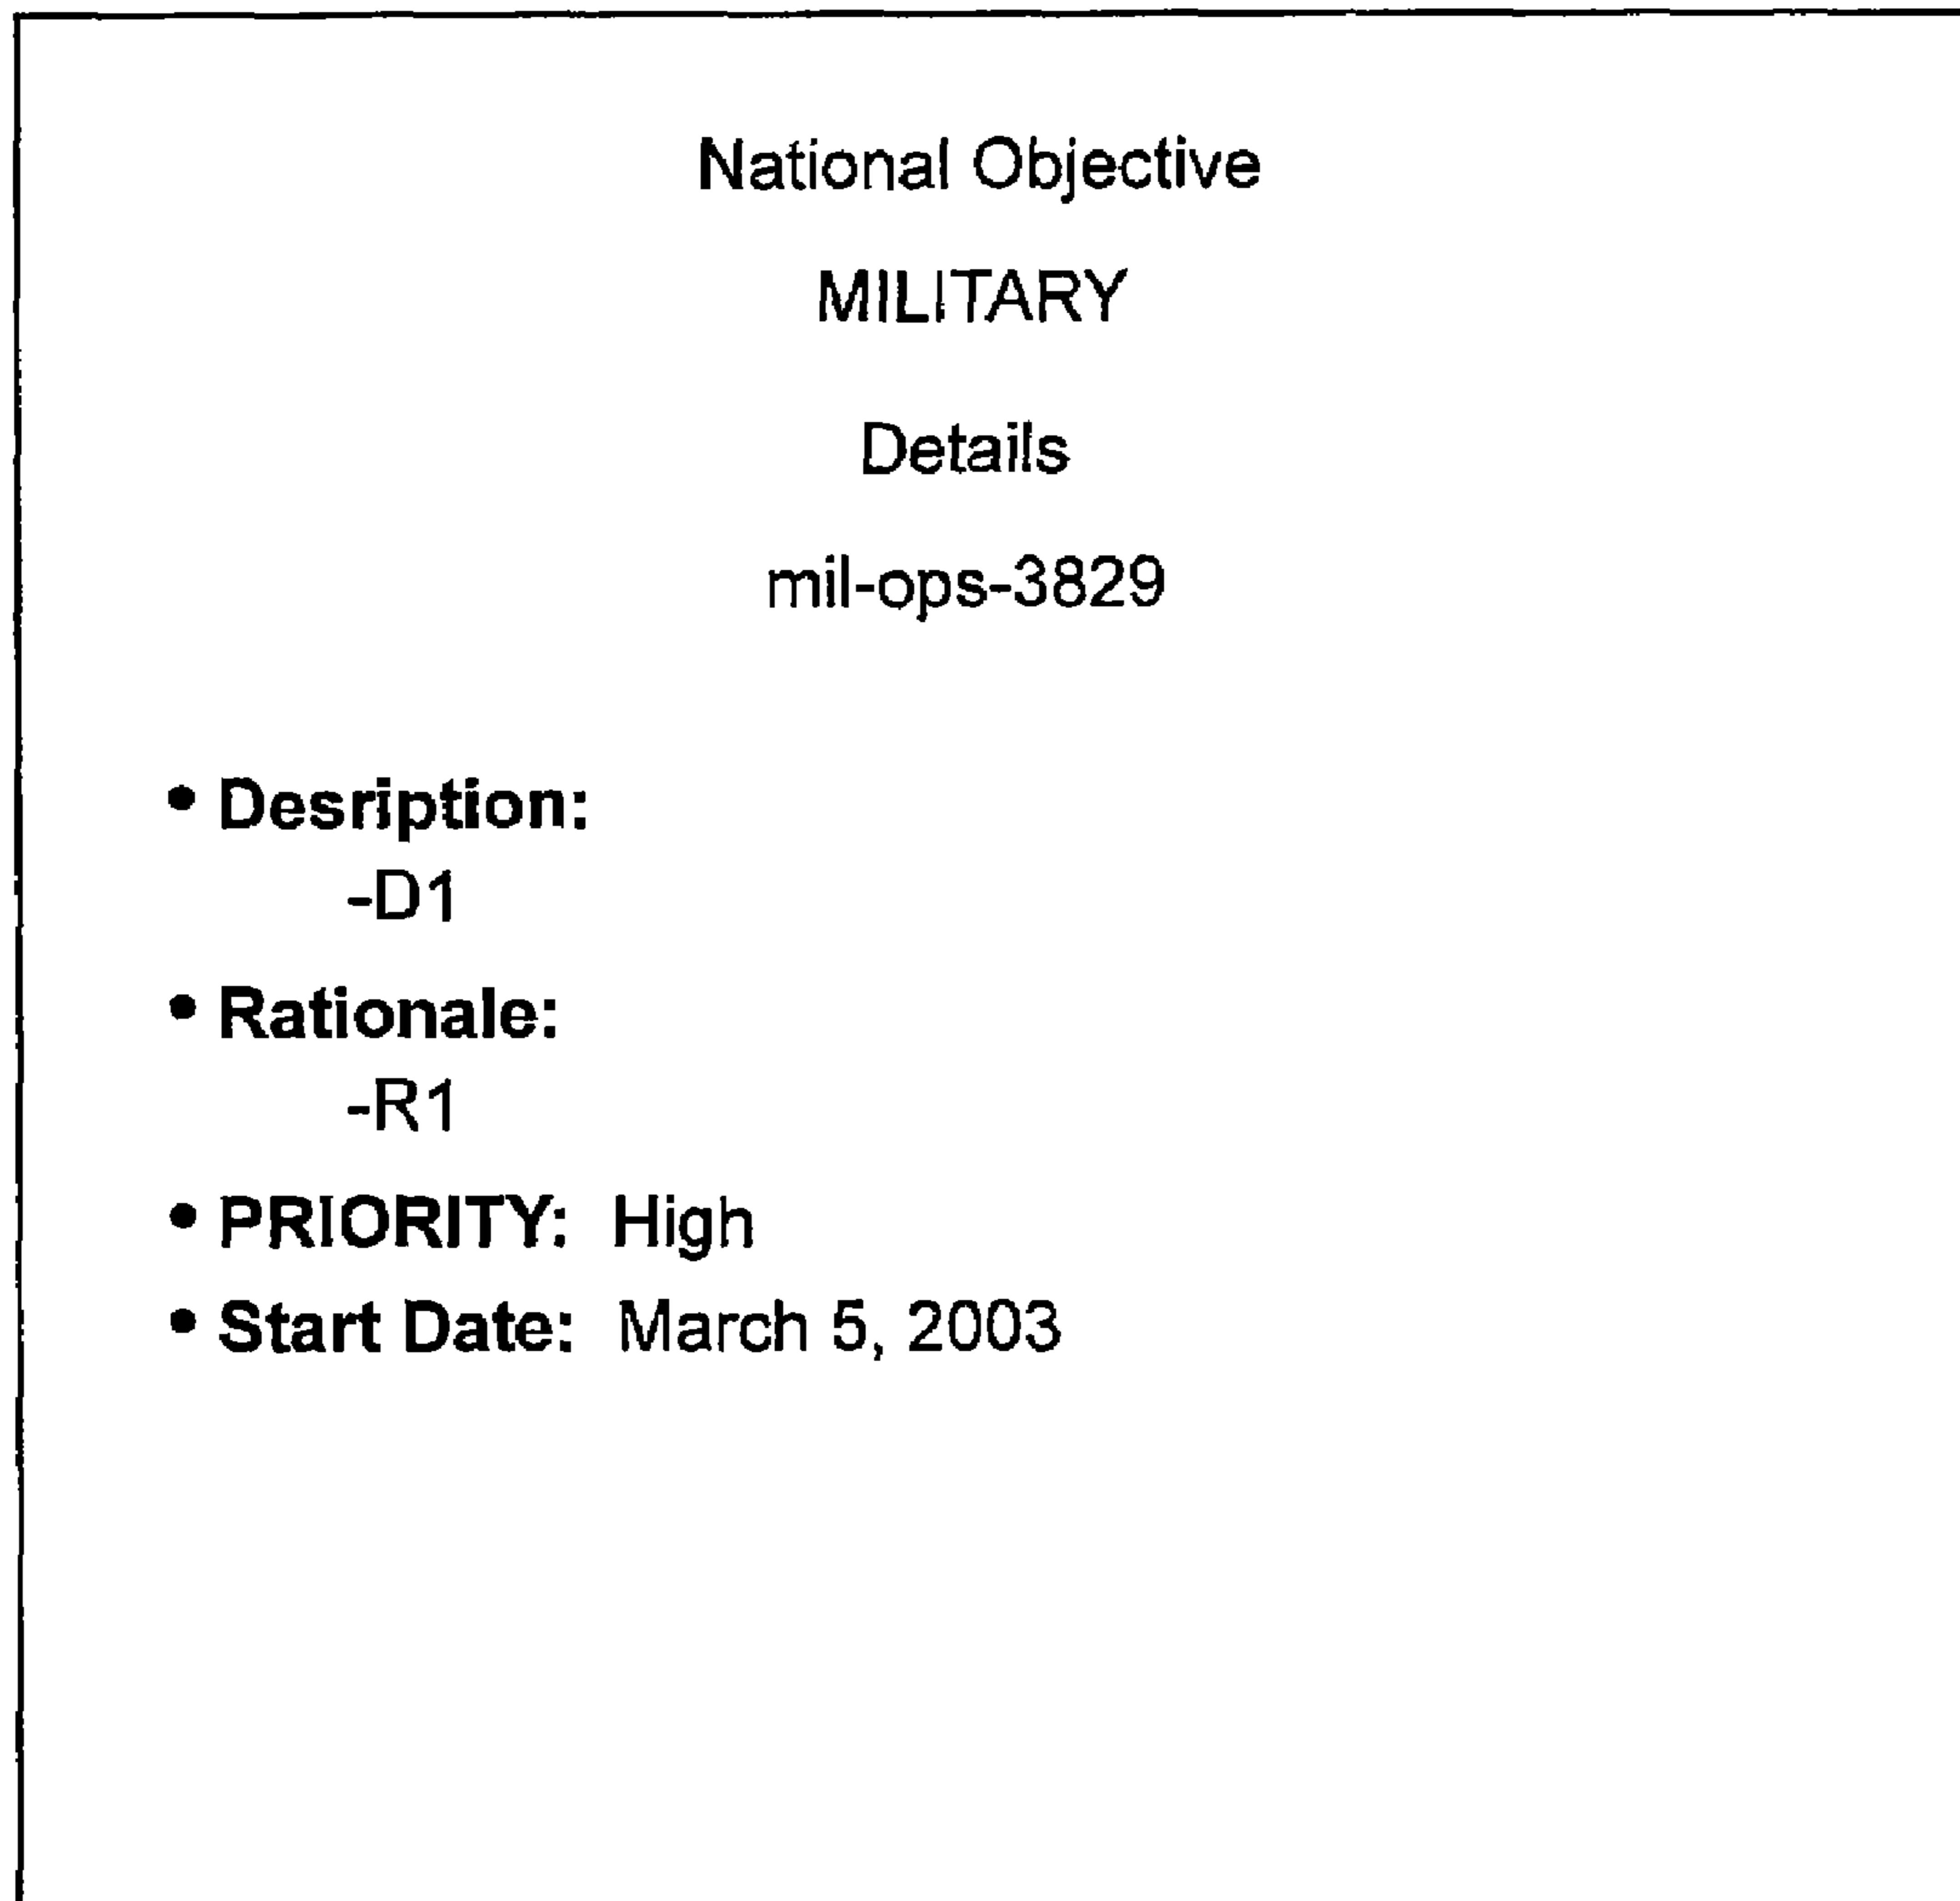 National Objective
MILITARY
Details
mil-ops-3829
• Desription:
-D1
• Rationale:
-R1
• PRIORITY: High
• Start Date: March 5, 2003